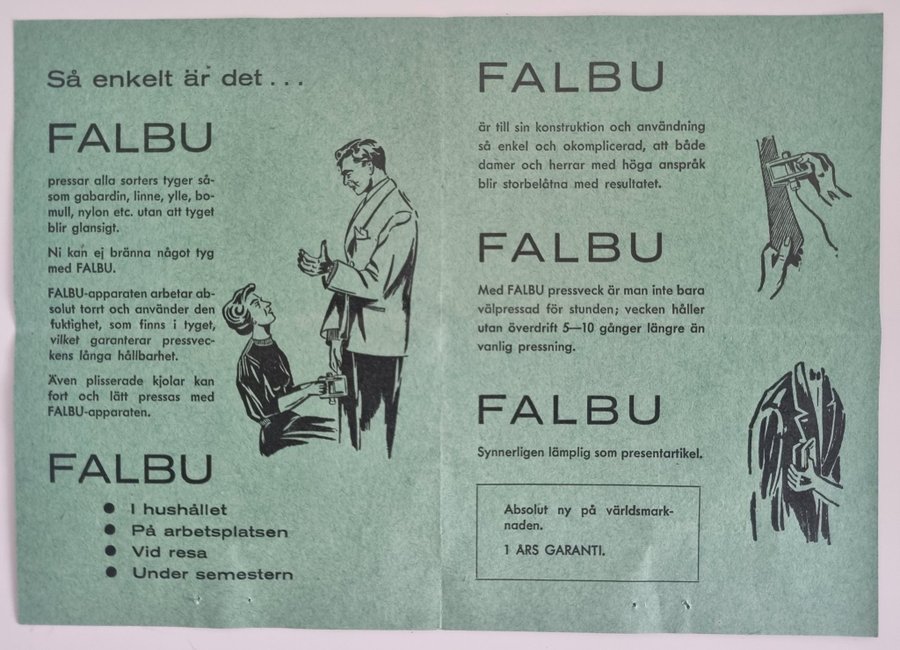 Så enkelt är det . . .
FALBU
pressar alla sorters tyger så-
som gabardin, linne, ylle, bo-
mull, nylon etc. utan att tyget
blir glansigt.
Ni kan ej bränna något tyg
med FALBU.
FALBU-apparaten arbetar ab-
solut torrt och använder den
fuktighet, som finns i tyget,
vilket garanterar pressvec-
kens långa hållbarhet.
Även plisserade kjolar kan
fort och lätt pressas med
FALBU-apparaten.
FALBU
● I hushållet
● På arbetsplatsen
● Vid resa
● Under semestern
FALBU
är till sin konstruktion och användning
så enkel och okomplicerad, att både
damer och herrar med höga anspråk
blir storbelåtna med resultatet.
FALBU
Med FALBU pressveck är man inte bara
välpressad för stunden; vecken håller
utan överdrift 5—10 gånger längre än
vanlig pressning.
FALBU
Synnerligen lämplig som presentartikel.
Absolut ny på världsmark-
naden.
1 ÅRS GARANTI.